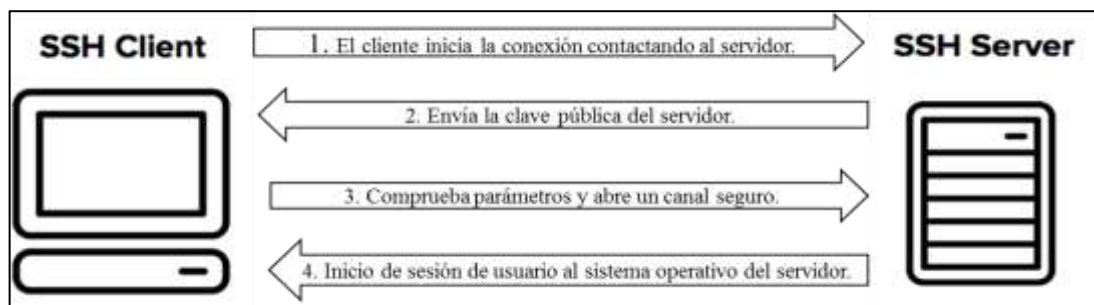 SSH Client
1. El cliente inicia la conexión contactando al servidor.
SSH Server
2. Envía la clave pública del servidor.
3. Comprueba parámetros y abre un canal seguro.
4. Inicio de sesión de usuario al sistema operativo del servidor.